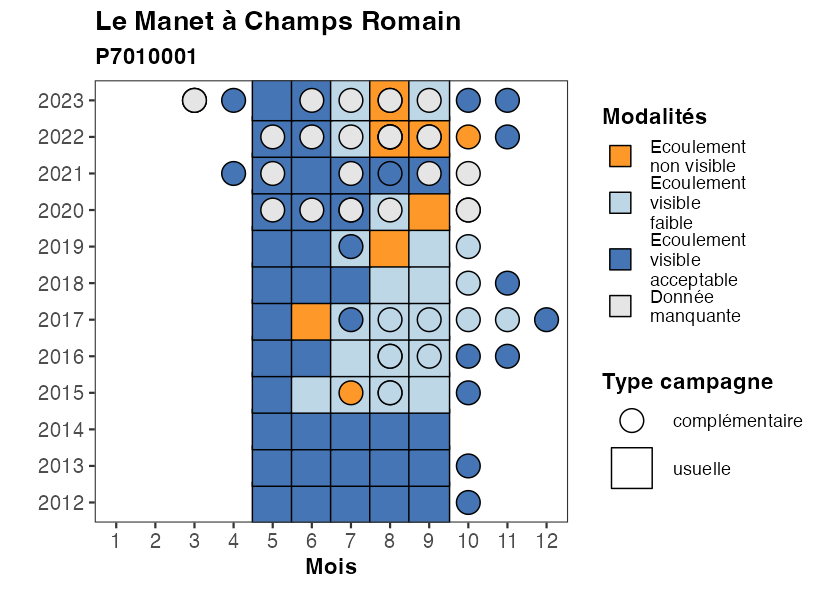 Le Manet à Champs Romain
P7010001
2023
2022
2021
2020
2019
2018
2017
2016
2015
2014
2013
2012
1 2 3 4 5 6 7 8 9 10 11 12
Mois
Modalités
Ecoulement
non visible
Ecoulement
visible
faible
Ecoulement
visible
acceptable
Donnée
manquante
Type campagne
complémentaire
usuelle